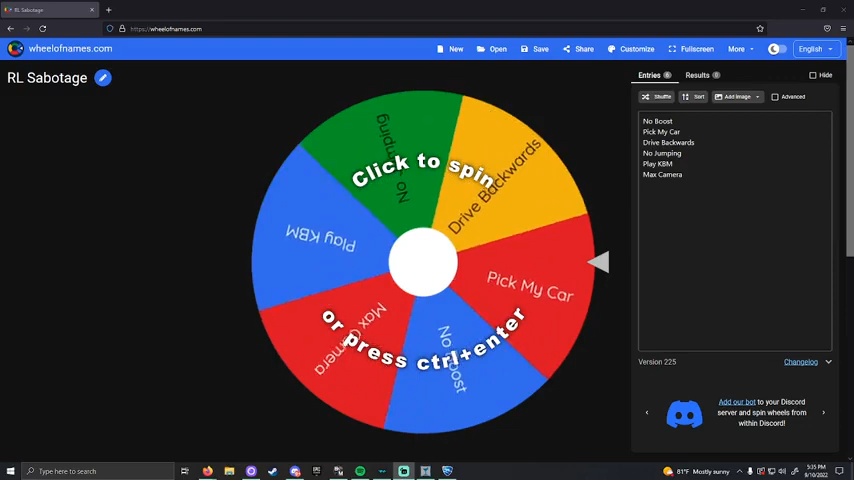 RL Sabotage
https://wheelofnames.com
wheelofnames.com
New
Open
Save
Share
Customize
Fullscreen
More
English
RL Sabotage
Entries 6
Results 0
Hide
Shuffle
Sort
Add image
Advanced
No Boost
Pick My Car
Drive Backwards
No Jumping
Play KBM
Max Camera
No Jumping
Drive Backwards
Play KBM
Pick My Car
Max Camera
No Boost
Click to spin
or press ctrl+enter
Version 225
Changelog
Add our bot to your Discord
server and spin wheels from
within Discord!
Type here to search
81°F Mostly sunny
5:35 PM
9/10/2022